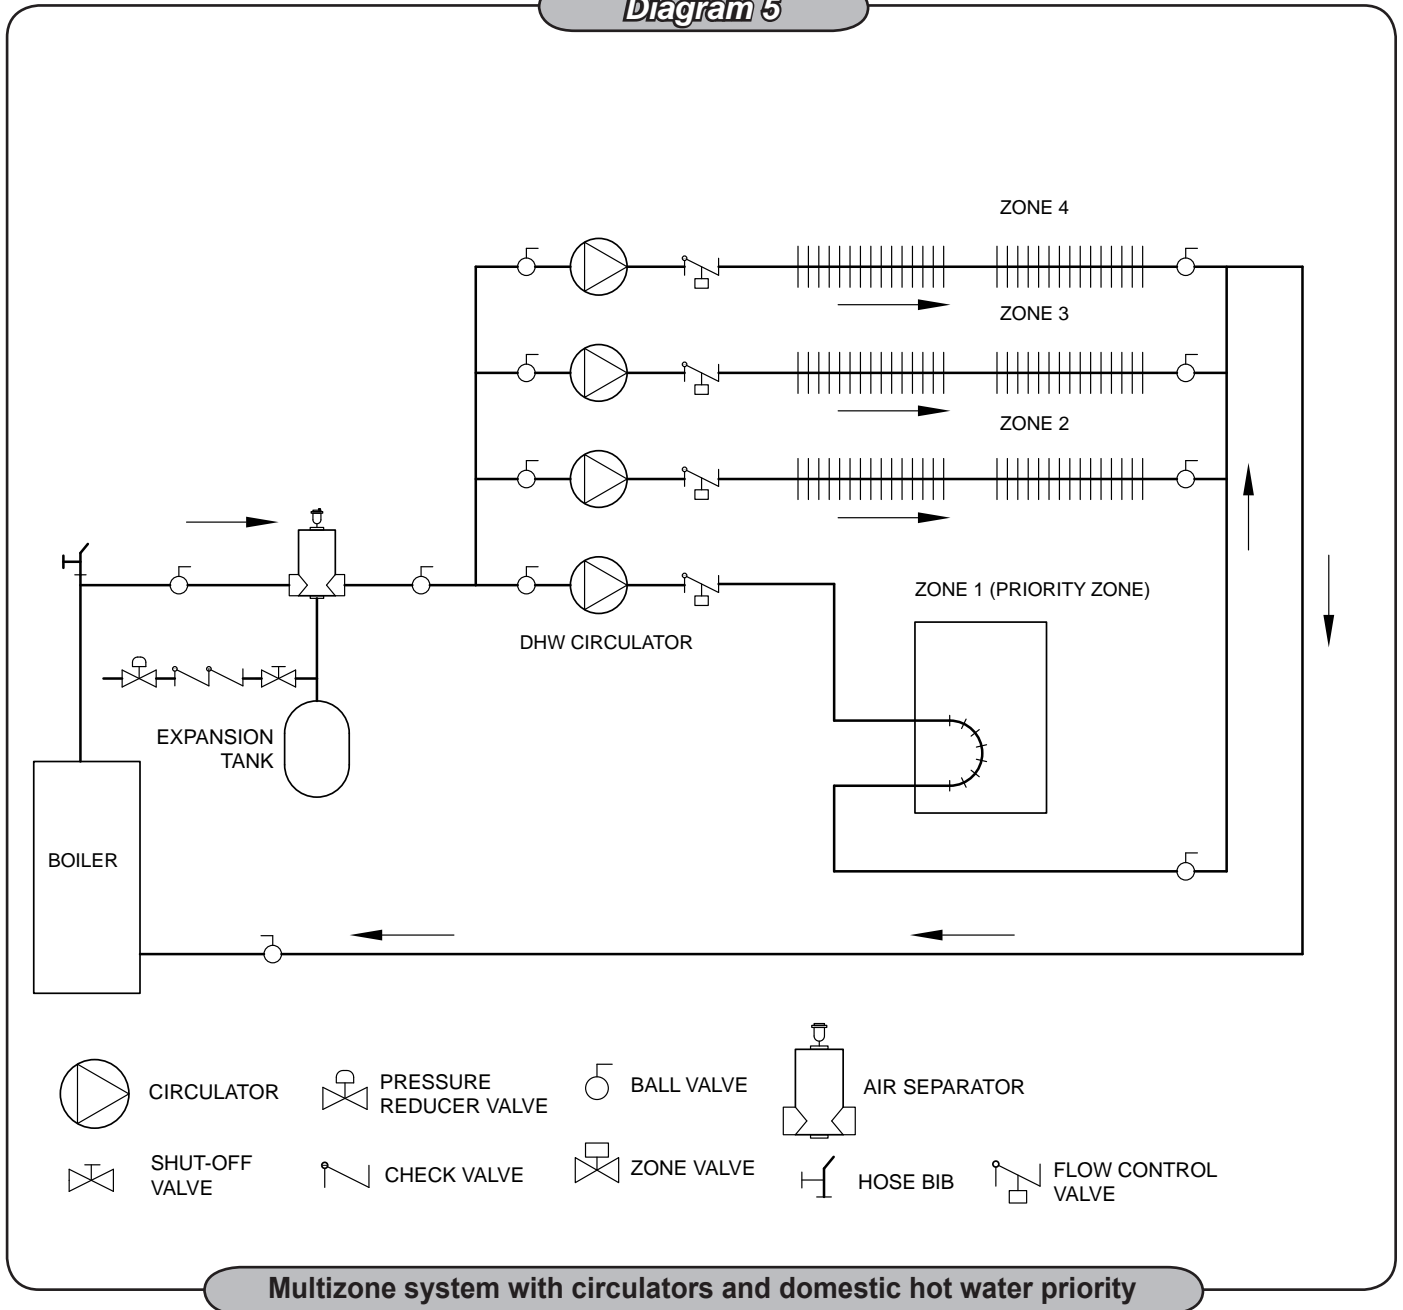 Diagram 5
ZONE 4
ZONE 3
ZONE 2
ZONE 1 (PRIORITY ZONE)
DHW CIRCULATOR
EXPANSION
TANK
BOILER
CIRCULATOR
PRESSURE
REDUCER VALVE
BALL VALVE
AIR SEPARATOR
SHUT-OFF
VALVE
CHECK VALVE
ZONE VALVE
HOSE BIB
FLOW CONTROL
VALVE
Multizone system with circulators and domestic hot water priority